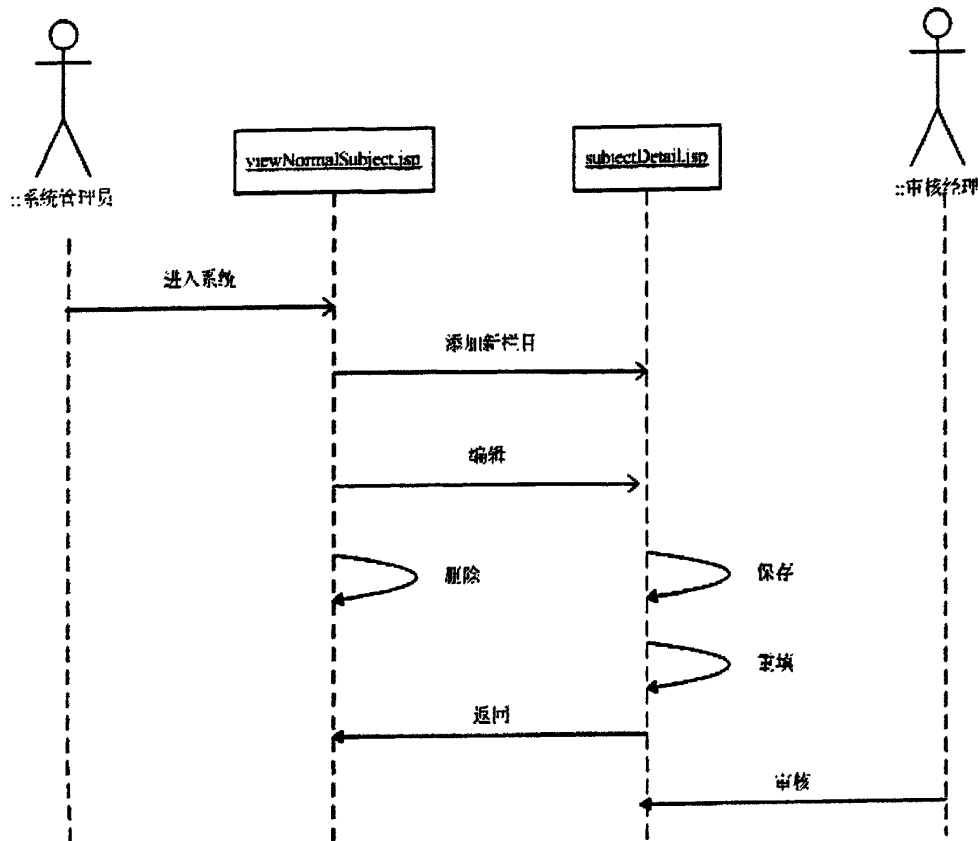 viewNormalSubject.jsp
subjectDetail.jsp
::系统管理员
::审核经理
进入系统
添加新栏目
编辑
删除
保存
重填
返回
审核